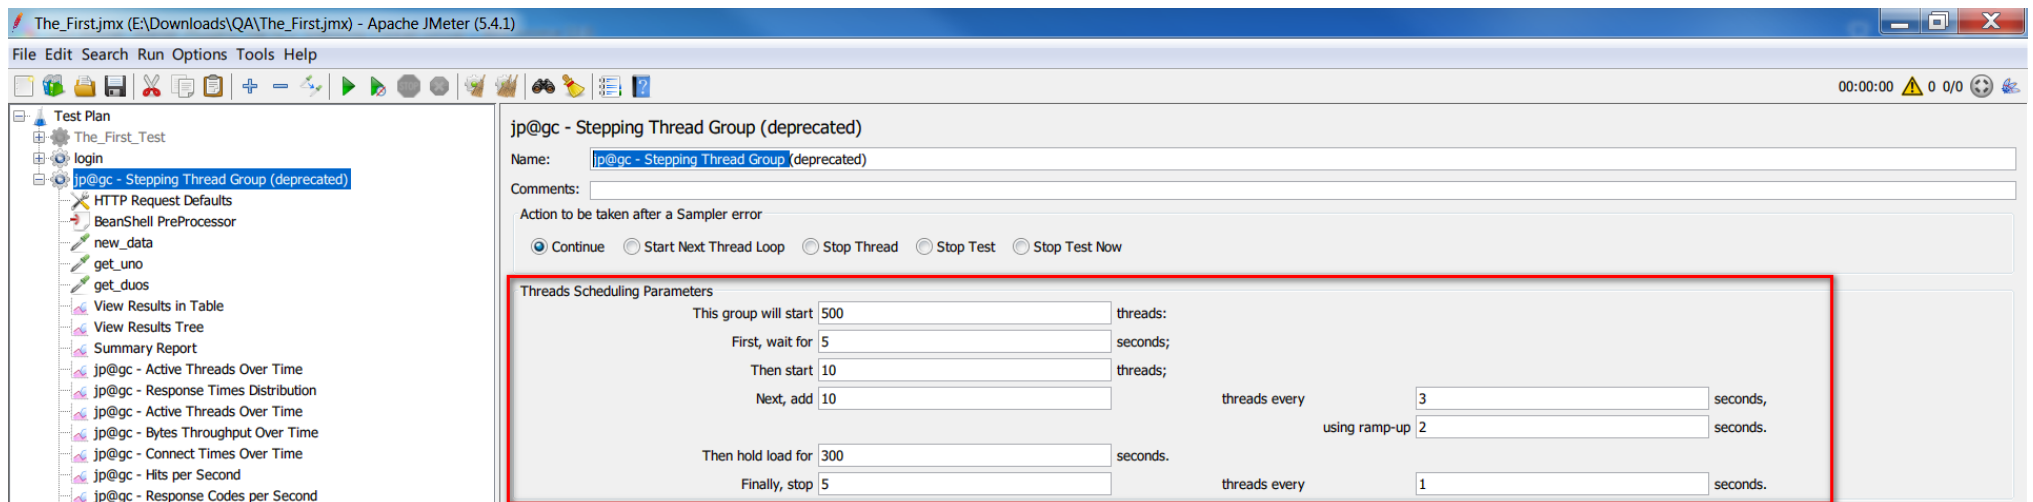 The_First.jmx (E:\Downloads\QA\The_First.jmx) - Apache JMeter (5.4.1)
File Edit Search Run Options Tools Help
00:00:00 0 0/0
Test Plan
The_First_Test
login
jp@gc - Stepping Thread Group (deprecated)
HTTP Request Defaults
BeanShell PreProcessor
new_data
get_uno
get_duos
View Results in Table
View Results Tree
Summary Report
jp@gc - Active Threads Over Time
jp@gc - Response Times Distribution
jp@gc - Active Threads Over Time
jp@gc - Bytes Throughput Over Time
jp@gc - Connect Times Over Time
jp@gc - Hits per Second
jp@gc - Response Codes per Second
jp@gc - Stepping Thread Group (deprecated)
Name: jp@gc - Stepping Thread Group (deprecated)
Comments:
Action to be taken after a Sampler error
Continue Start Next Thread Loop Stop Thread Stop Test Stop Test Now
Threads Scheduling Parameters
This group will start 500 threads:
First, wait for 5 seconds;
Then start 10 threads;
Next, add 10 threads every 3 seconds,
using ramp-up 2 seconds.
Then hold load for 300 seconds.
Finally, stop 5 threads every 1 seconds.